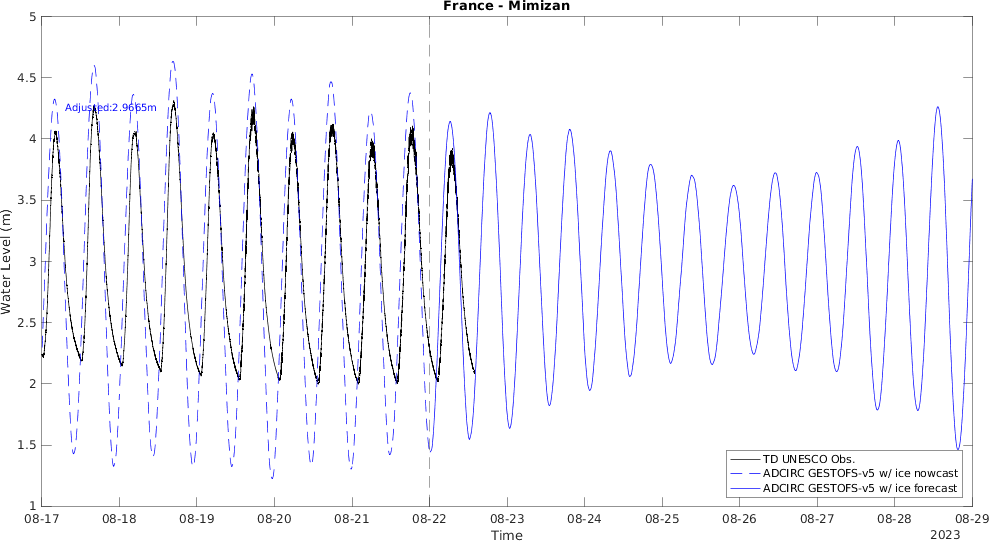 France - Mimizan
5
4.5
4
3.5
3
2.5
2
1.5
1
Water Level (m)
Adjusted:2.9665m
TD UNESCO Obs.
ADCIRC GESTOFS-v5 w/ ice nowcast
ADCIRC GESTOFS-v5 w/ ice forecast
08-17 08-18 08-19 08-20 08-21 08-22 08-23 08-24 08-25 08-26 08-27 08-28 08-29
Time
2023